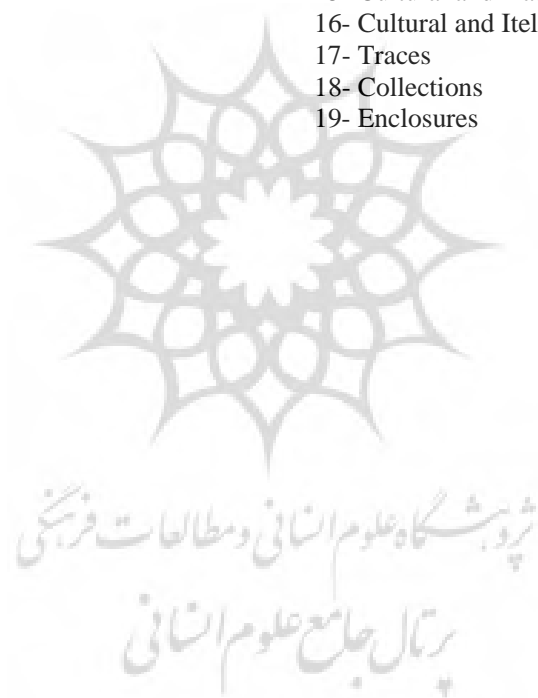 16- Cultural and Itel
17- Traces
18- Collections
19- Enclosures
پژوهشگاه علوم انسانی و مطالعات فرهنگی
پرتال جامع علوم انسانی